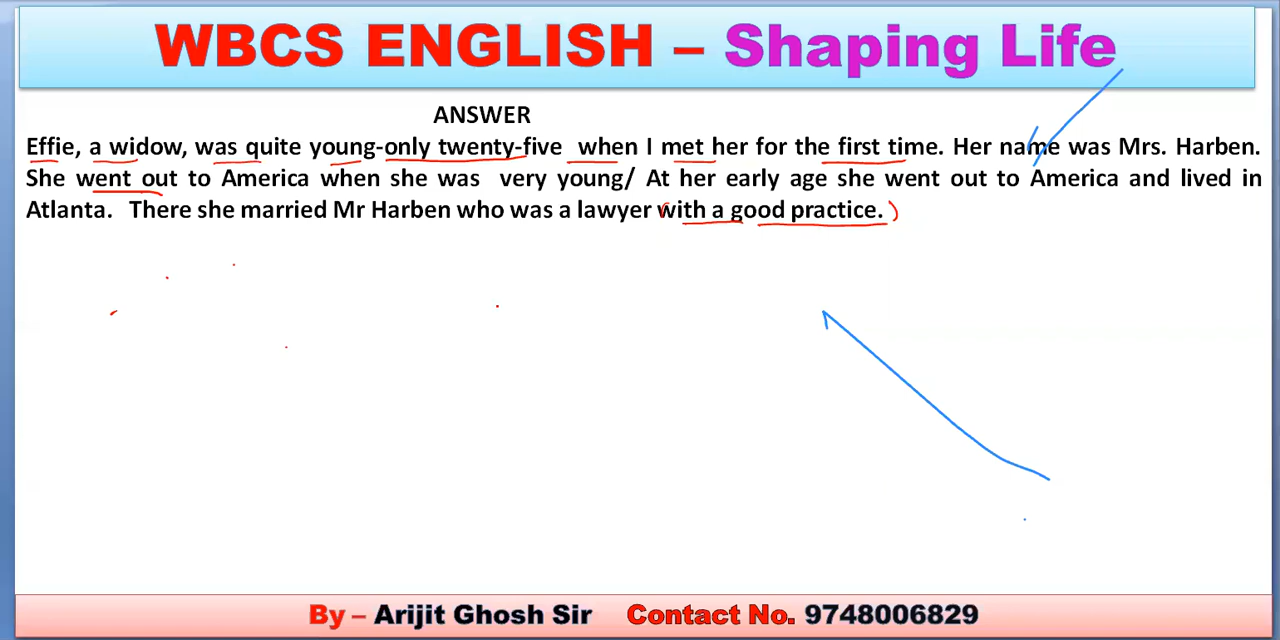 WBCS ENGLISH – Shaping Life
ANSWER
Effie, a widow, was quite young-only twenty-five when I met her for the first time. Her name was Mrs. Harben.
She went out to America when she was very young/ At her early age she went out to America and lived in
Atlanta. There she married Mr Harben who was a lawyer with a good practice.
By – Arijit Ghosh Sir Contact No. 9748006829